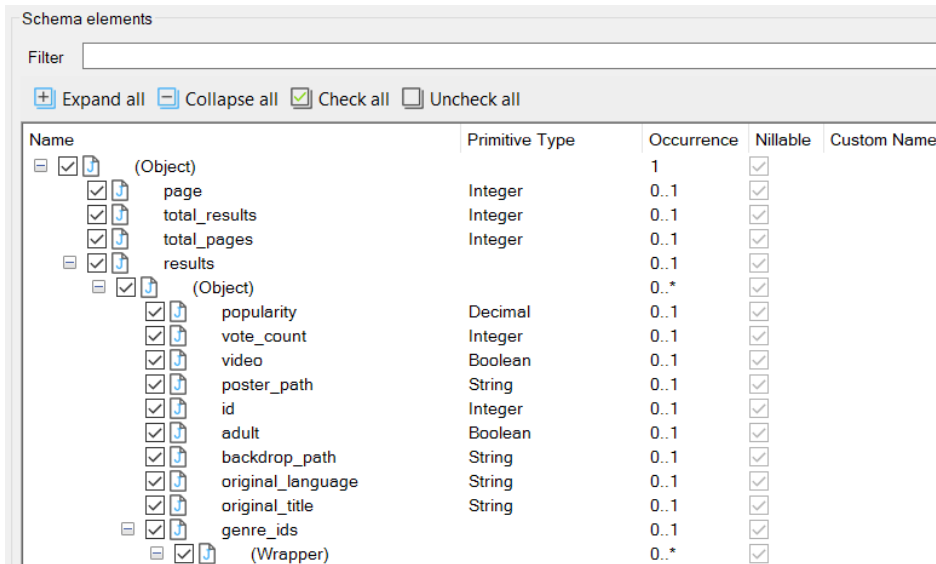 Schema elements
Filter
Expand all Collapse all Check all Uncheck all
Name Primitive Type Occurrence Nillable Custom Name
(Object) 1
page Integer 0..1
total_results Integer 0..1
total_pages Integer 0..1
results 0..1
(Object) 0..*
popularity Decimal 0..1
vote_count Integer 0..1
video Boolean 0..1
poster_path String 0..1
id Integer 0..1
adult Boolean 0..1
backdrop_path String 0..1
original_language String 0..1
original_title String 0..1
genre_ids 0..1
(Wrapper) 0..*